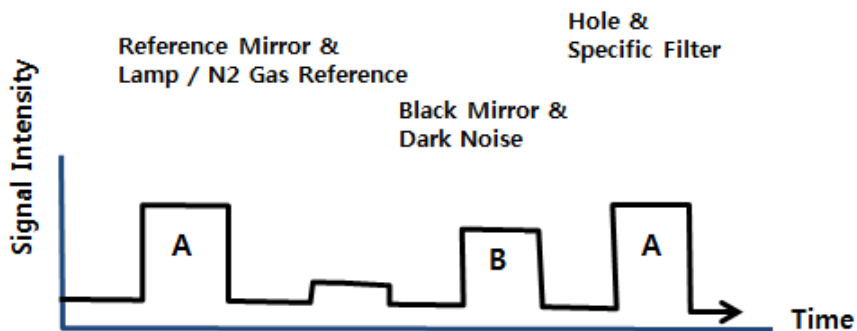 Hole &
Specific Filter
Reference Mirror &
Lamp / N2 Gas Reference
Black Mirror &
Dark Noise
Signal Intensity
A
B
A
Time